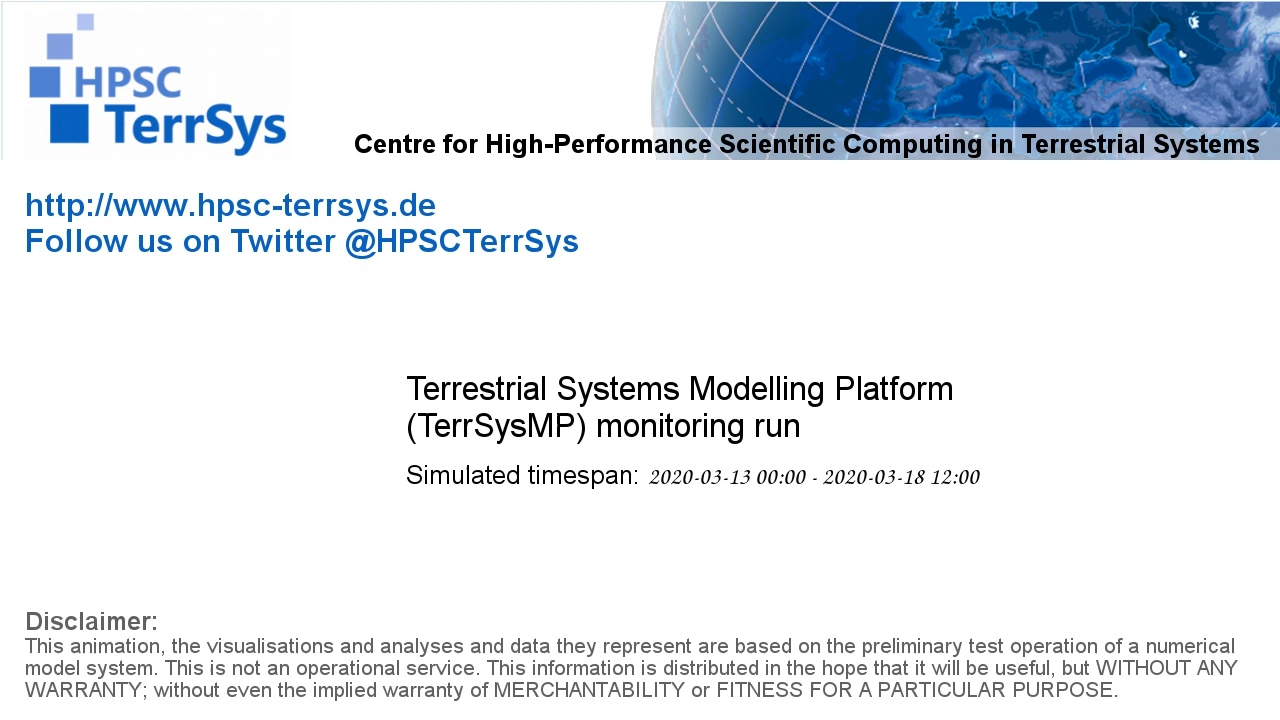 HPSC
TerrSys
Centre for High-Performance Scientific Computing in Terrestrial Systems
http://www.hpsc-terrsys.de
Follow us on Twitter @HPSCTerrSys
Terrestrial Systems Modelling Platform
(TerrSysMP) monitoring run
Simulated timespan: 2020-03-13 00:00 - 2020-03-18 12:00
Disclaimer:
This animation, the visualisations and analyses and data they represent are based on the preliminary test operation of a numerical
model system. This is not an operational service. This information is distributed in the hope that it will be useful, but WITHOUT ANY
WARRANTY; without even the implied warranty of MERCHANTABILITY or FITNESS FOR A PARTICULAR PURPOSE.